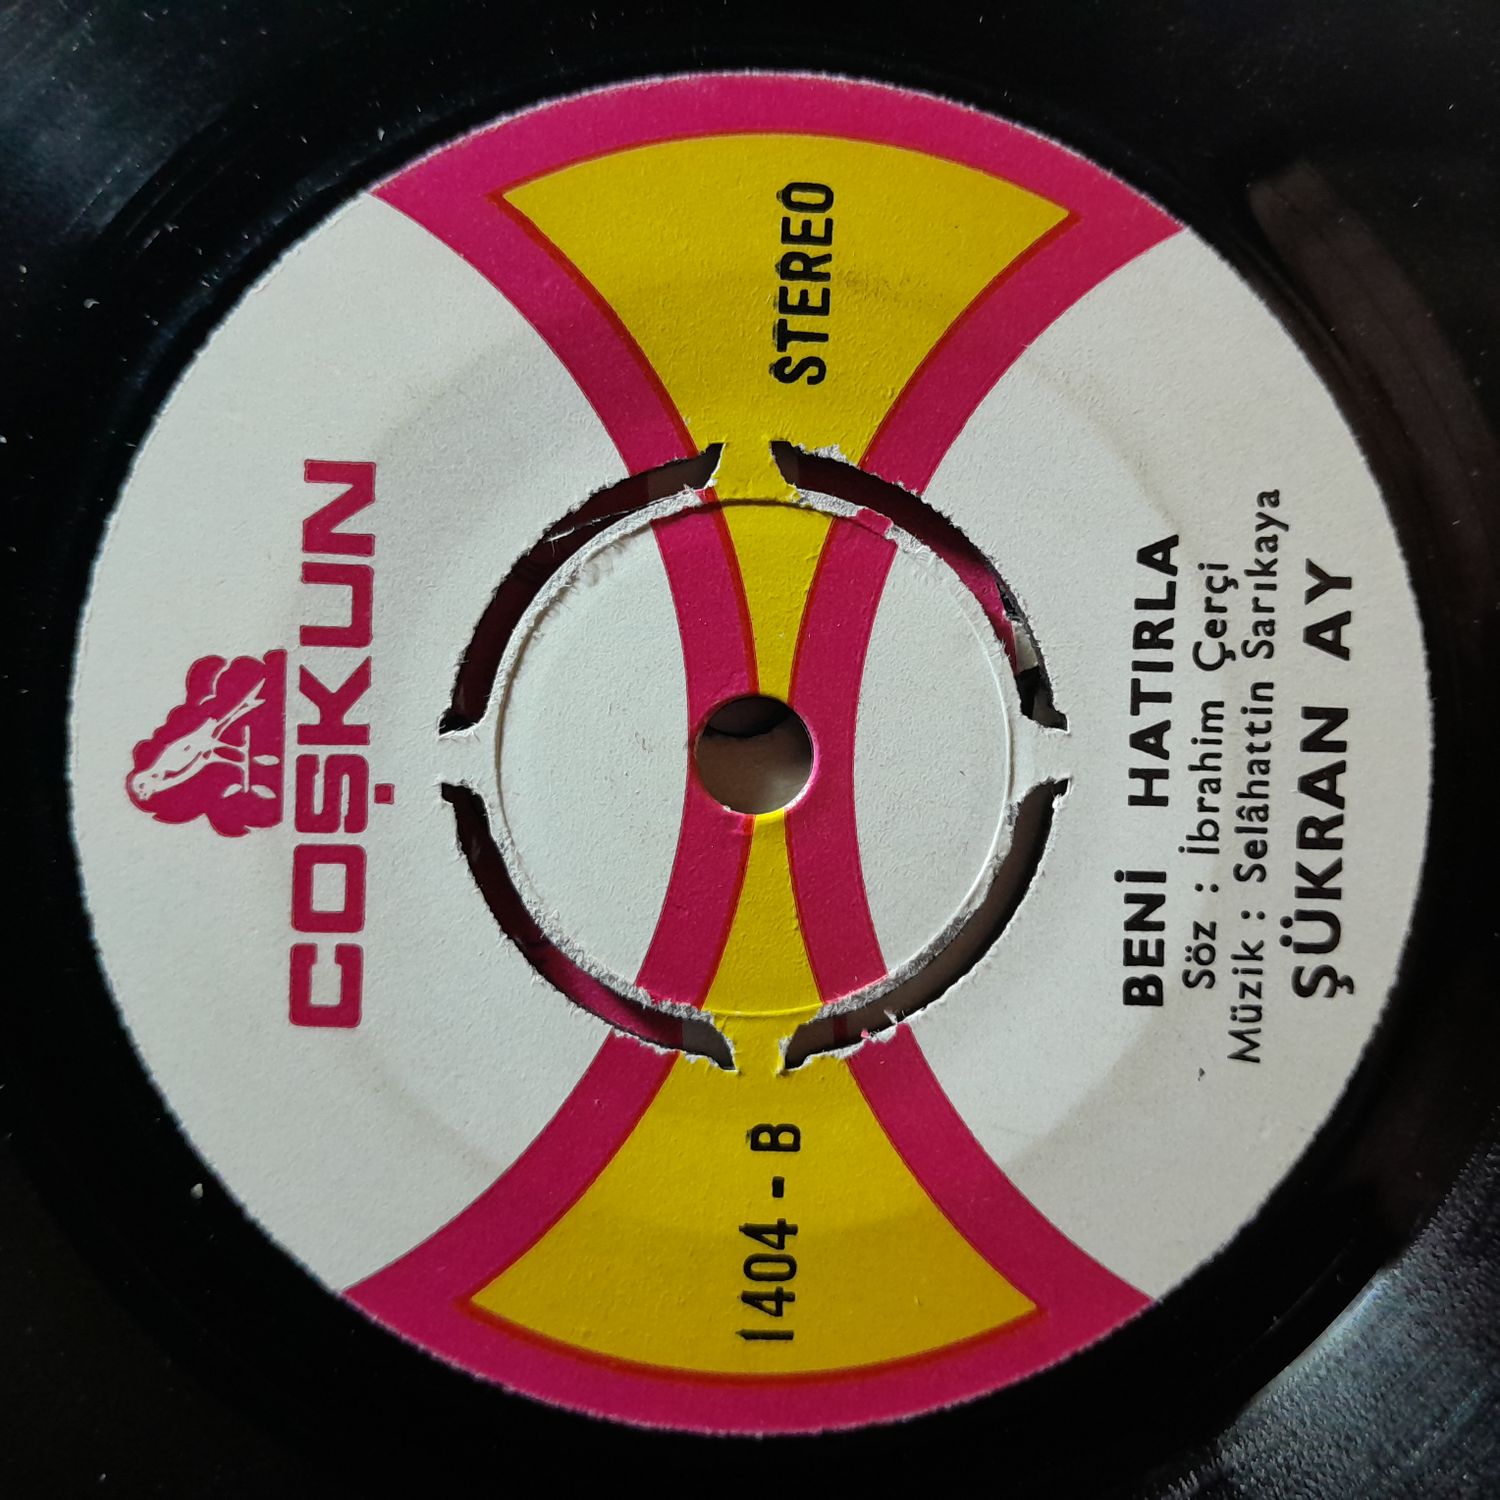 COŞKUN
1404 - B
STEREO
BENİ HATIRLA
Söz : İbrahim Çerçi
Müzik : Selâhattin Sarıkaya
ŞÜKRAN AY